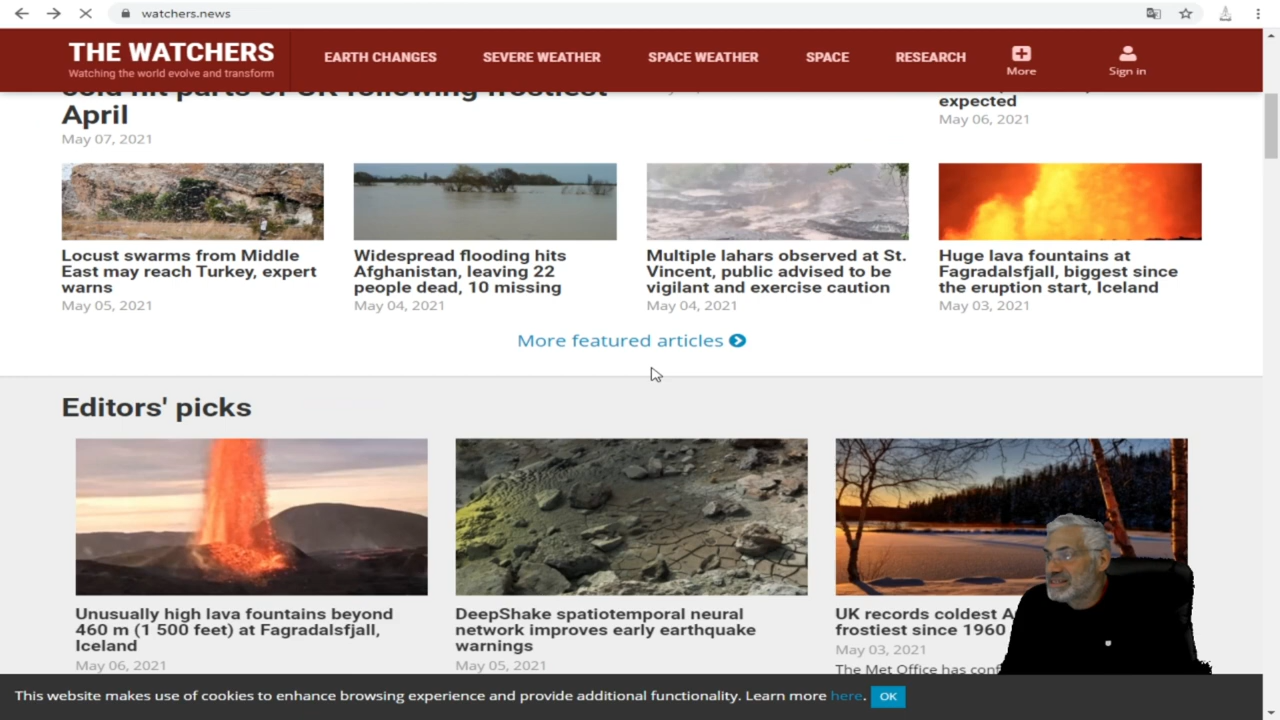 watchers.news
THE WATCHERS
Watching the world evolve and transform
EARTH CHANGES
SEVERE WEATHER
SPACE WEATHER
SPACE
RESEARCH
More
Sign in
April
May 07, 2021
expected
May 06, 2021
Locust swarms from Middle
East may reach Turkey, expert
warns
May 05, 2021
Widespread flooding hits
Afghanistan, leaving 22
people dead, 10 missing
May 04, 2021
Multiple lahars observed at St.
Vincent, public advised to be
vigilant and exercise caution
May 04, 2021
Huge lava fountains at
Fagradalsfjall, biggest since
the eruption start, Iceland
May 03, 2021
More featured articles
Editors' picks
Unusually high lava fountains beyond
460 m (1 500 feet) at Fagradalsfjall,
Iceland
May 06, 2021
DeepShake spatiotemporal neural
network improves early earthquake
warnings
May 05, 2021
UK records coldest
frostiest since 1960
May 03, 2021
The Met Office has
This website makes use of cookies to enhance browsing experience and provide additional functionality. Learn more here. OK